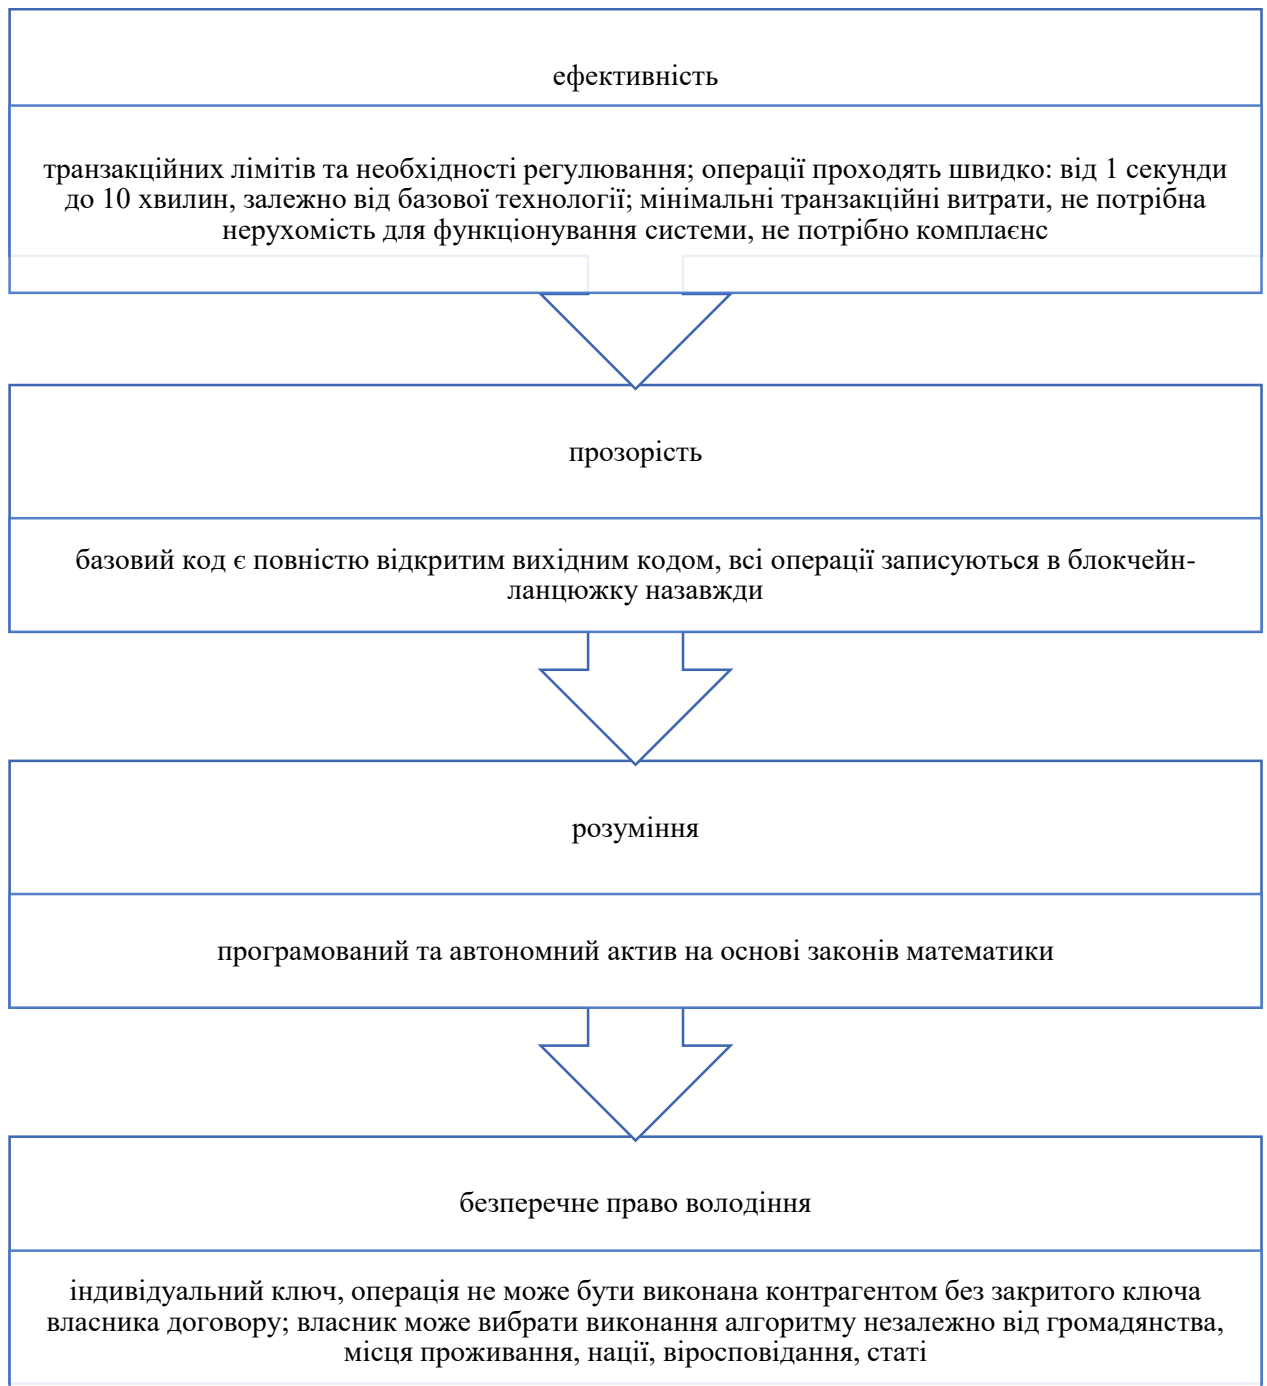 ефективність
транзакційних лімітів та необхідності регулювання; операції проходять швидко: від 1 секунди
до 10 хвилин, залежно від базової технології; мінімальні транзакційні витрати, не потрібна
нерухомість для функціонування системи, не потрібно комплаєнс
прозорість
базовий код є повністю відкритим вихідним кодом, всі операції записуються в блокчейн-
ланцюжку назавжди
розуміння
програмований та автономний актив на основі законів математики
безперечне право володіння
індивідуальний ключ, операція не може бути виконана контрагентом без закритого ключа
власника договору; власник може вибрати виконання алгоритму незалежно від громадянства,
місця проживання, нації, віросповідання, статі